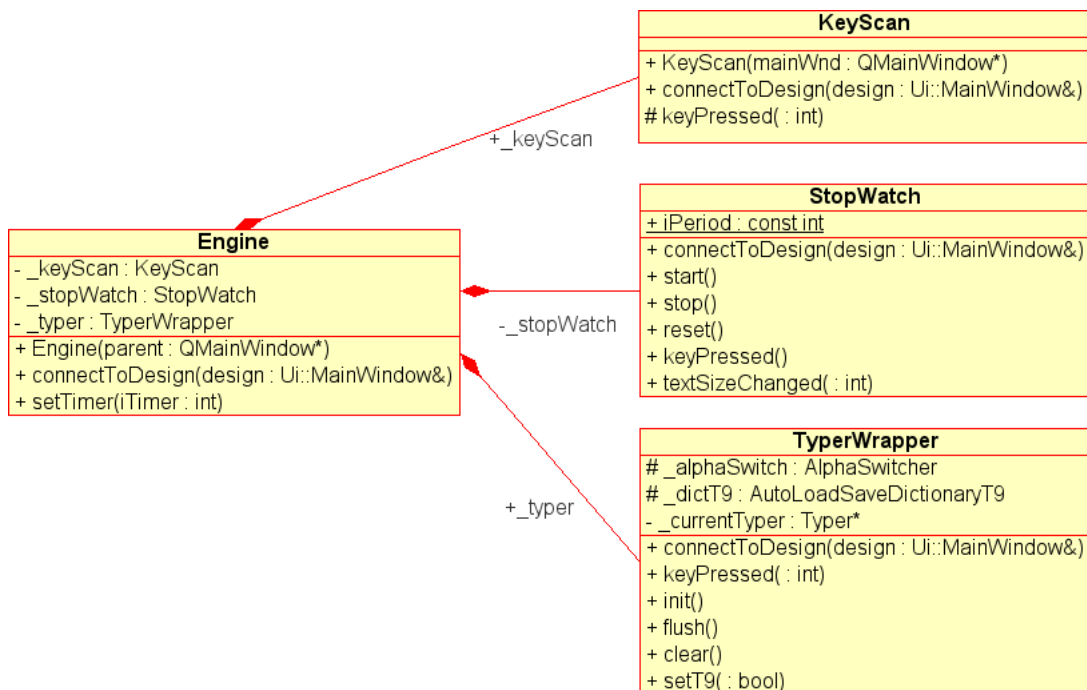 KeyScan
+ KeyScan(mainWnd : QMainWindow*)
+ connectToDesign(design : Ui::MainWindow&)
# keyPressed( : int)
+_keyScan
StopWatch
+ iPeriod : const int
+ connectToDesign(design : Ui::MainWindow&)
+ start()
+ stop()
+ reset()
+ keyPressed()
+ textSizeChanged( : int)
Engine
- _keyScan : KeyScan
- _stopWatch : StopWatch
- _typer : TyperWrapper
+ Engine(parent : QMainWindow*)
+ connectToDesign(design : Ui::MainWindow&)
+ setTimer(iTimer : int)
-_stopWatch
+_typer
TyperWrapper
# _alphaSwitch : AlphaSwitcher
# _dictT9 : AutoLoadSaveDictionaryT9
- _currentTyper : Typer*
+ connectToDesign(design : Ui::MainWindow&)
+ keyPressed( : int)
+ init()
+ flush()
+ clear()
+ setT9( : bool)